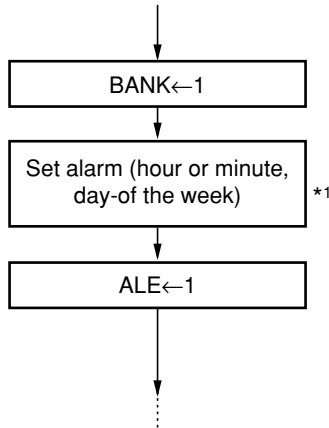 BANK←1
Set alarm (hour or minute,
day-of the week)
*1
ALE←1